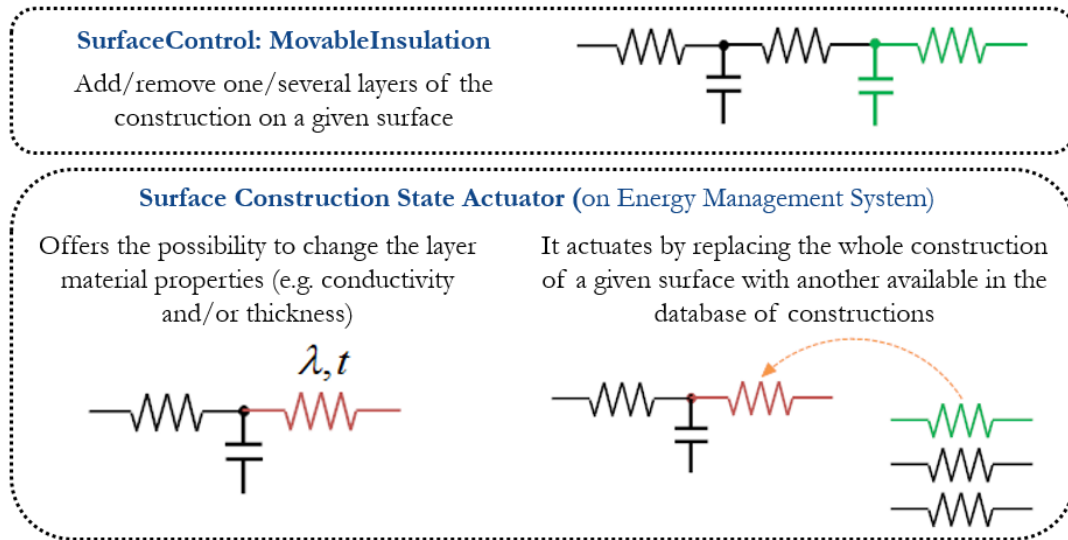 SurfaceControl: MovableInsulation
Add/remove one/several layers of the
construction on a given surface
Surface Construction State Actuator (on Energy Management System)
Offers the possibility to change the layer
material properties (e.g. conductivity
and/or thickness)
λ, t
It actuates by replacing the whole construction
of a given surface with another available in the
database of constructions